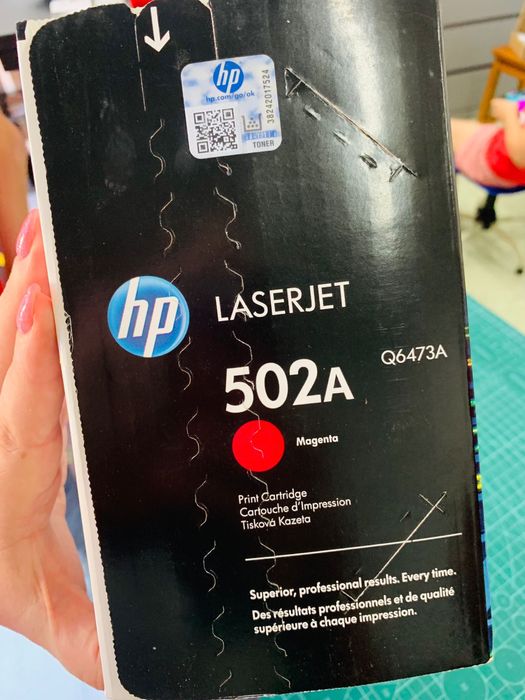 hp
hp.com/go/ok
38242017524
TONER
hp
LASERJET
502A
Q6473A
Magenta
Print Cartridge
Cartouche d'Impression
Tisková Kazeta
Superior, professional results. Every time.
Des résultats professionnels et de qualité
supérieure à chaque impression.